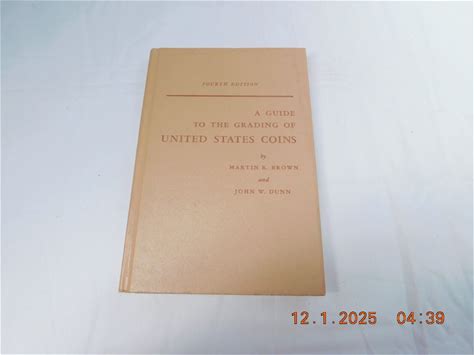 FOURTH EDITION
A GUIDE
TO THE GRADING OF
UNITED STATES COINS
by
MARTIN R. BROWN
and
JOHN W. DUNN
12.1.2025 04:39